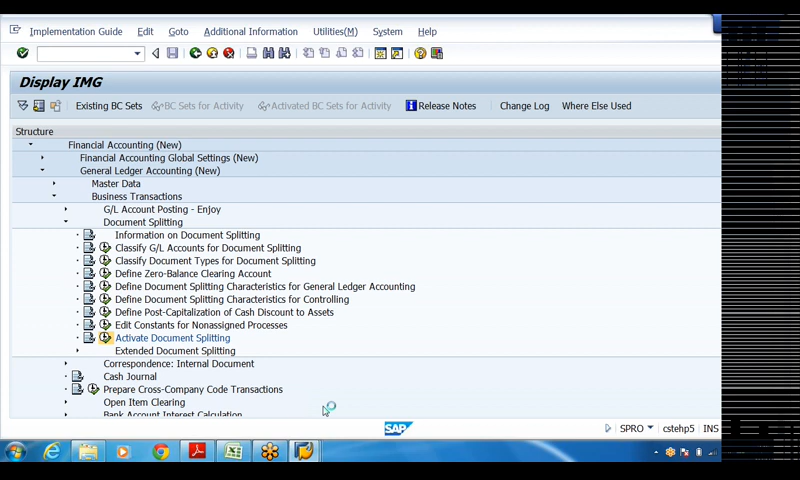 Implementation Guide Edit Goto Additional Information Utilities(M) System Help
Display IMG
Existing BC Sets BC Sets for Activity Activated BC Sets for Activity Release Notes Change Log Where Else Used
Structure
Financial Accounting (New)
Financial Accounting Global Settings (New)
General Ledger Accounting (New)
Master Data
Business Transactions
G/L Account Posting - Enjoy
Document Splitting
Information on Document Splitting
Classify G/L Accounts for Document Splitting
Classify Document Types for Document Splitting
Define Zero-Balance Clearing Account
Define Document Splitting Characteristics for General Ledger Accounting
Define Document Splitting Characteristics for Controlling
Define Post-Capitalization of Cash Discount to Assets
Edit Constants for Nonassigned Processes
Activate Document Splitting
Extended Document Splitting
Correspondence: Internal Document
Cash Journal
Prepare Cross-Company Code Transactions
Open Item Clearing
Bank Account Interest Calculation
SAP SPRO cstehp5 INS